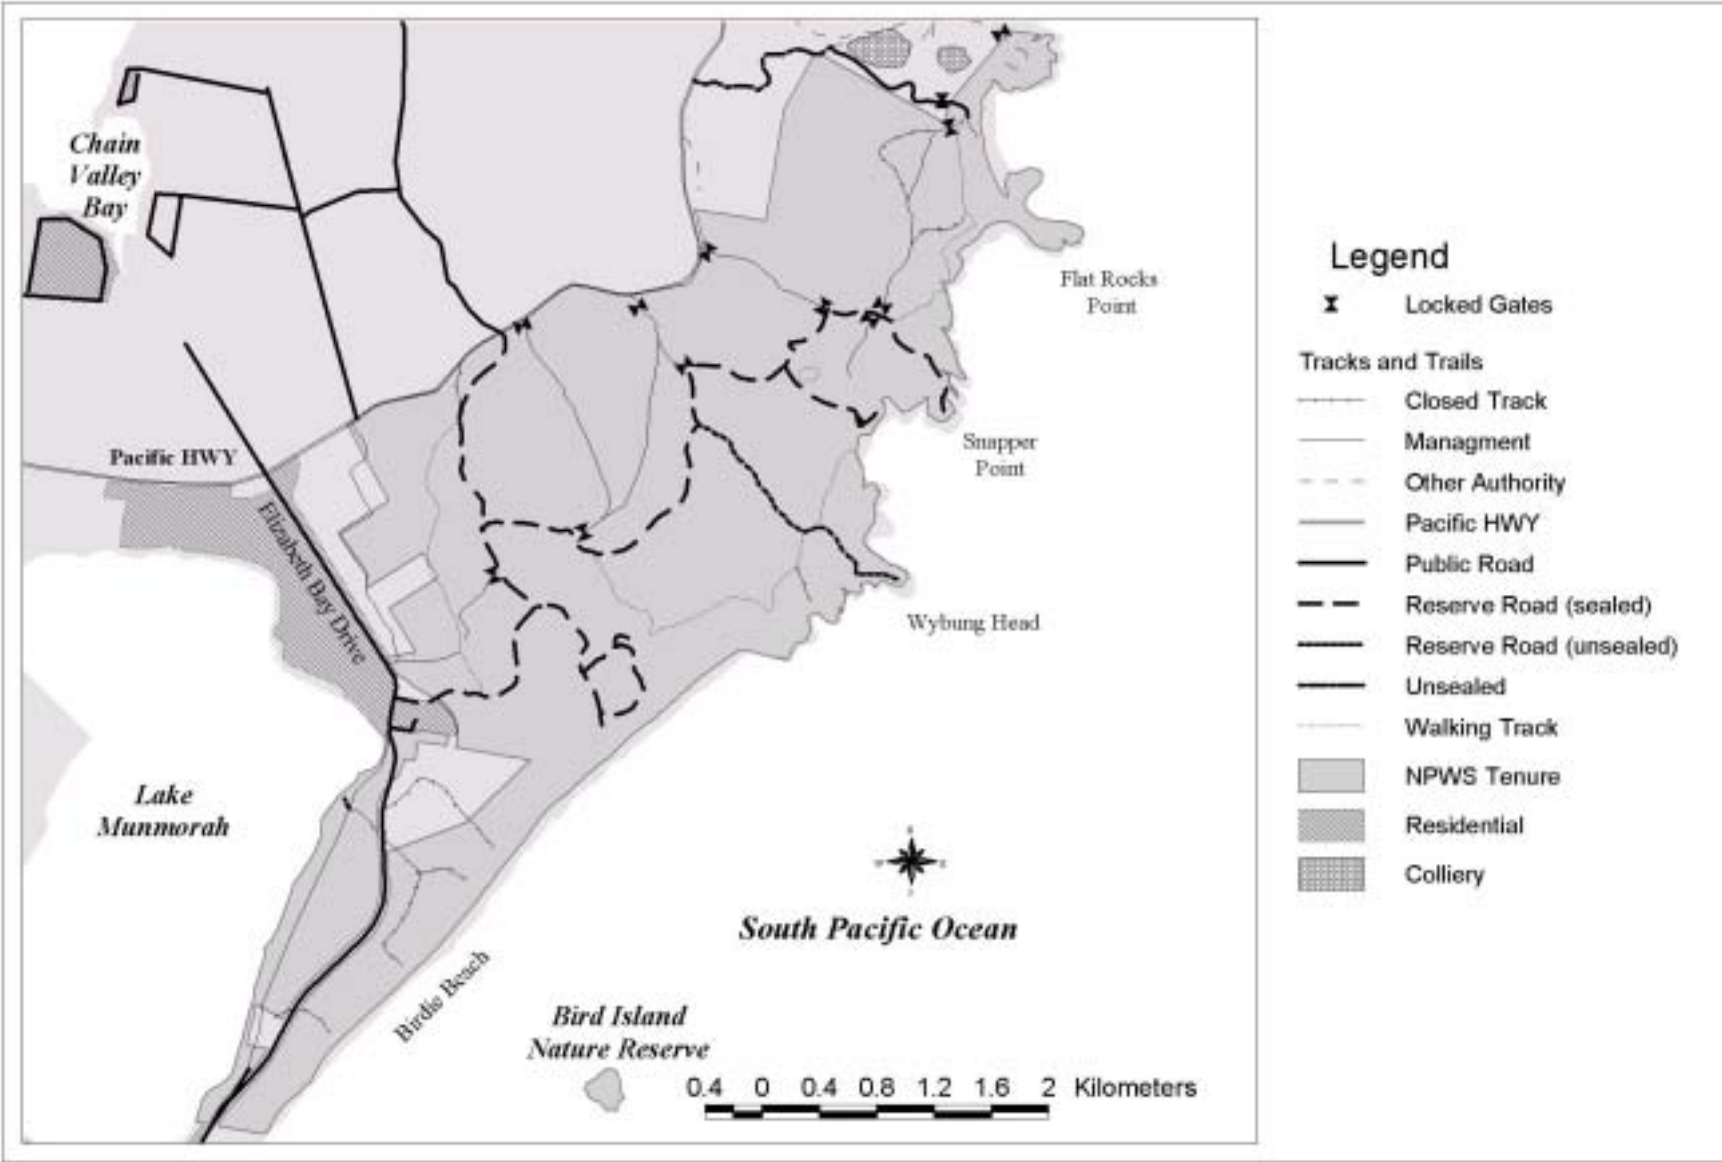 Chain
Valley
Bay
Flat Rocks
Point
Snapper
Point
Pacific HWY
Elizabeth Bay Drive
Wybung Head
Lake
Munmorah
South Pacific Ocean
Birdie Beach
Bird Island
Nature Reserve
0.4 0 0.4 0.8 1.2 1.6 2 Kilometers
Legend
Locked Gates
Tracks and Trails
Closed Track
Managment
Other Authority
Pacific HWY
Public Road
Reserve Road (sealed)
Reserve Road (unsealed)
Unsealed
Walking Track
NPWS Tenure
Residential
Colliery